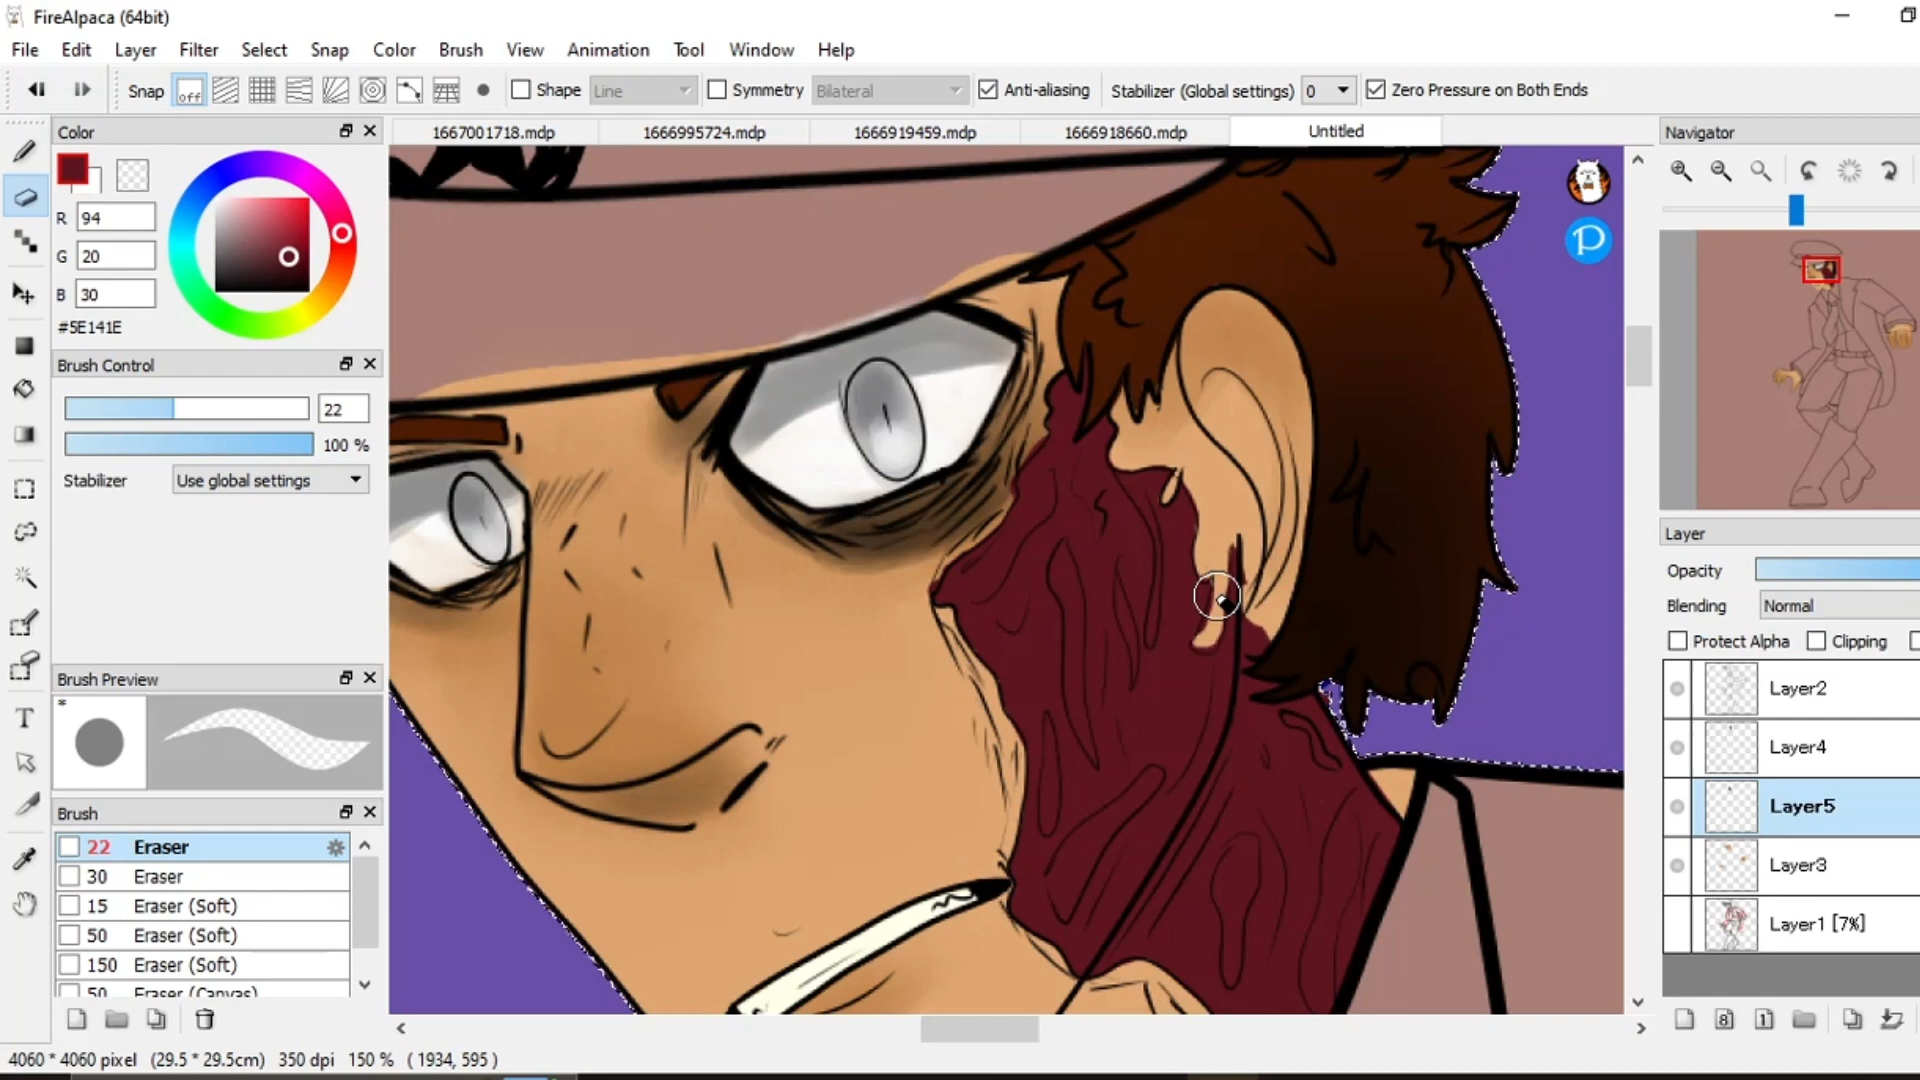 FireAlpaca (64bit)
File Edit Layer Filter Select Snap Color Brush View Animation Tool Window Help
Snap off Shape Line Symmetry Bilateral Anti-aliasing Stabilizer (Global settings) 0 Zero Pressure on Both Ends
Color
1667001718.mdp 1666995724.mdp 1666919459.mdp 1666918660.mdp Untitled
Navigator
R 94
G 20
B 30
#5E141E
P
Brush Control
22
100 %
Stabilizer Use global settings
Layer
Opacity
Blending Normal
Protect Alpha Clipping
Brush Preview
*
Layer2
Layer4
Layer5
Layer3
Layer1 [7%]
Brush
22 Eraser
30 Eraser
15 Eraser (Soft)
50 Eraser (Soft)
150 Eraser (Soft)
50 Eraser (Canvas)
T
8
1
4060 * 4060 pixel (29.5 * 29.5cm) 350 dpi 150 % ( 1934, 595 )